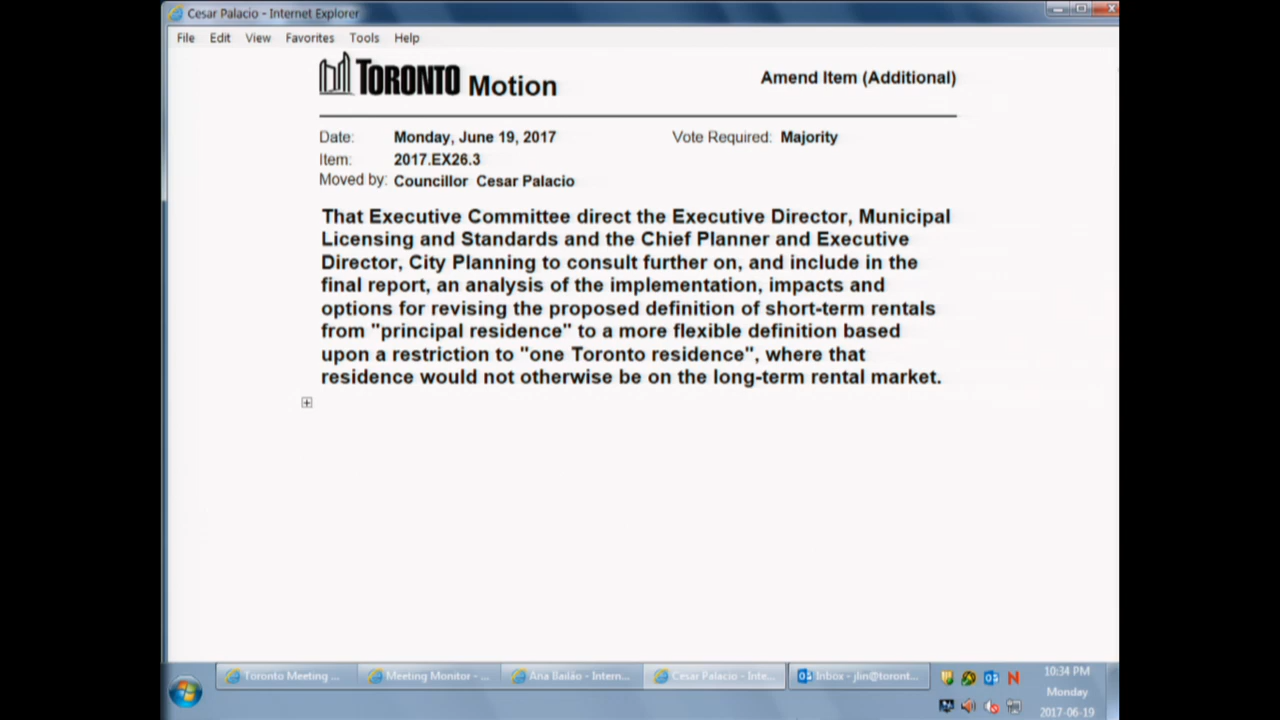 Cesar Palacio - Internet Explorer
File Edit View Favorites Tools Help
TORONTO Motion
Amend Item (Additional)
Date: Monday, June 19, 2017
Vote Required: Majority
Item: 2017.EX26.3
Moved by: Councillor Cesar Palacio
That Executive Committee direct the Executive Director, Municipal
Licensing and Standards and the Chief Planner and Executive
Director, City Planning to consult further on, and include in the
final report, an analysis of the implementation, impacts and
options for revising the proposed definition of short-term rentals
from "principal residence" to a more flexible definition based
upon a restriction to "one Toronto residence", where that
residence would not otherwise be on the long-term rental market.
Toronto Meeting ...
Meeting Monitor - ...
Ana Bailão - Intern...
Cesar Palacio - Inte...
Inbox - jlin@toront...
10:34 PM
Monday
2017-06-19